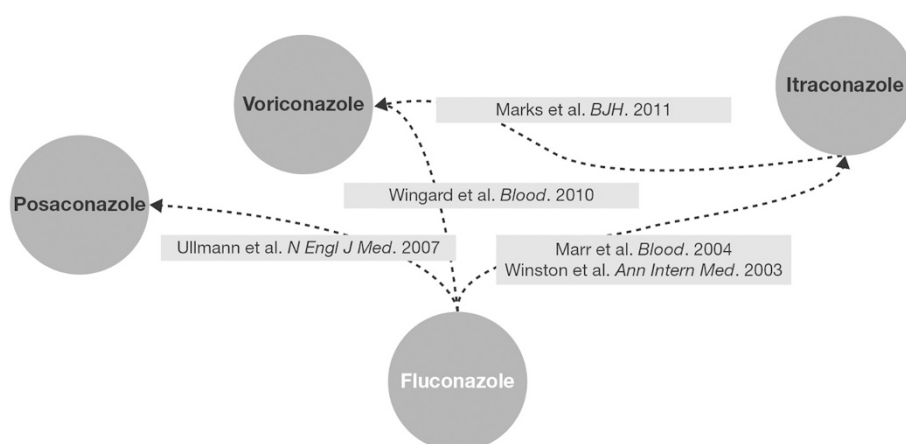 Voriconazole
Itraconazole
Marks et al. BJH. 2011
Posaconazole
Wingard et al. Blood. 2010
Ullmann et al. N Engl J Med. 2007
Marr et al. Blood. 2004
Winston et al. Ann Intern Med. 2003
Fluconazole